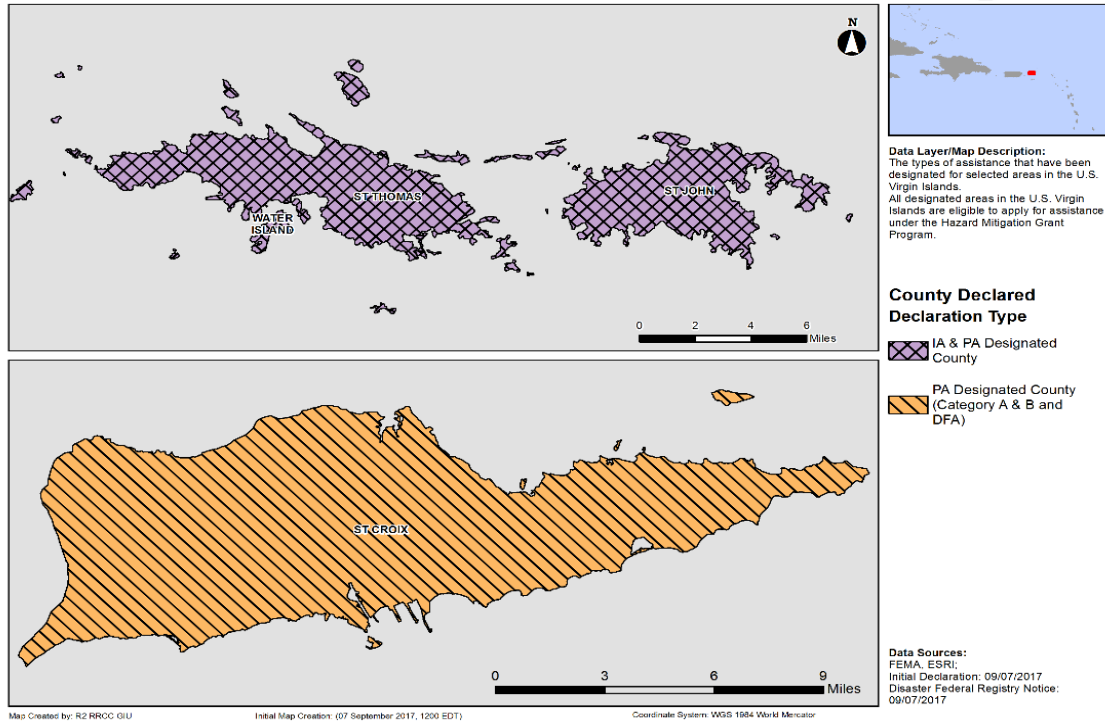 N
ST THOMAS
WATER
ISLAND
ST JOHN
0 2 4 6
Miles
ST CROIX
0 3 6 9
Miles
Data Layer/Map Description:
The types of assistance that have been
designated for selected areas in the U.S.
Virgin Islands.
All designated areas in the U.S. Virgin
Islands are eligible to apply for assistance
under the Hazard Mitigation Grant
Program.
County Declared
Declaration Type
IA & PA Designated
County
PA Designated County
(Category A & B and
DFA)
Data Sources:
FEMA, ESRI;
Initial Declaration: 09/07/2017
Disaster Federal Registry Notice:
09/07/2017
Map Created by: R2 RRCC GIU
Initial Map Creation: (07 September 2017, 1200 EDT)
Coordinate System: WGS 1984 World Mercator